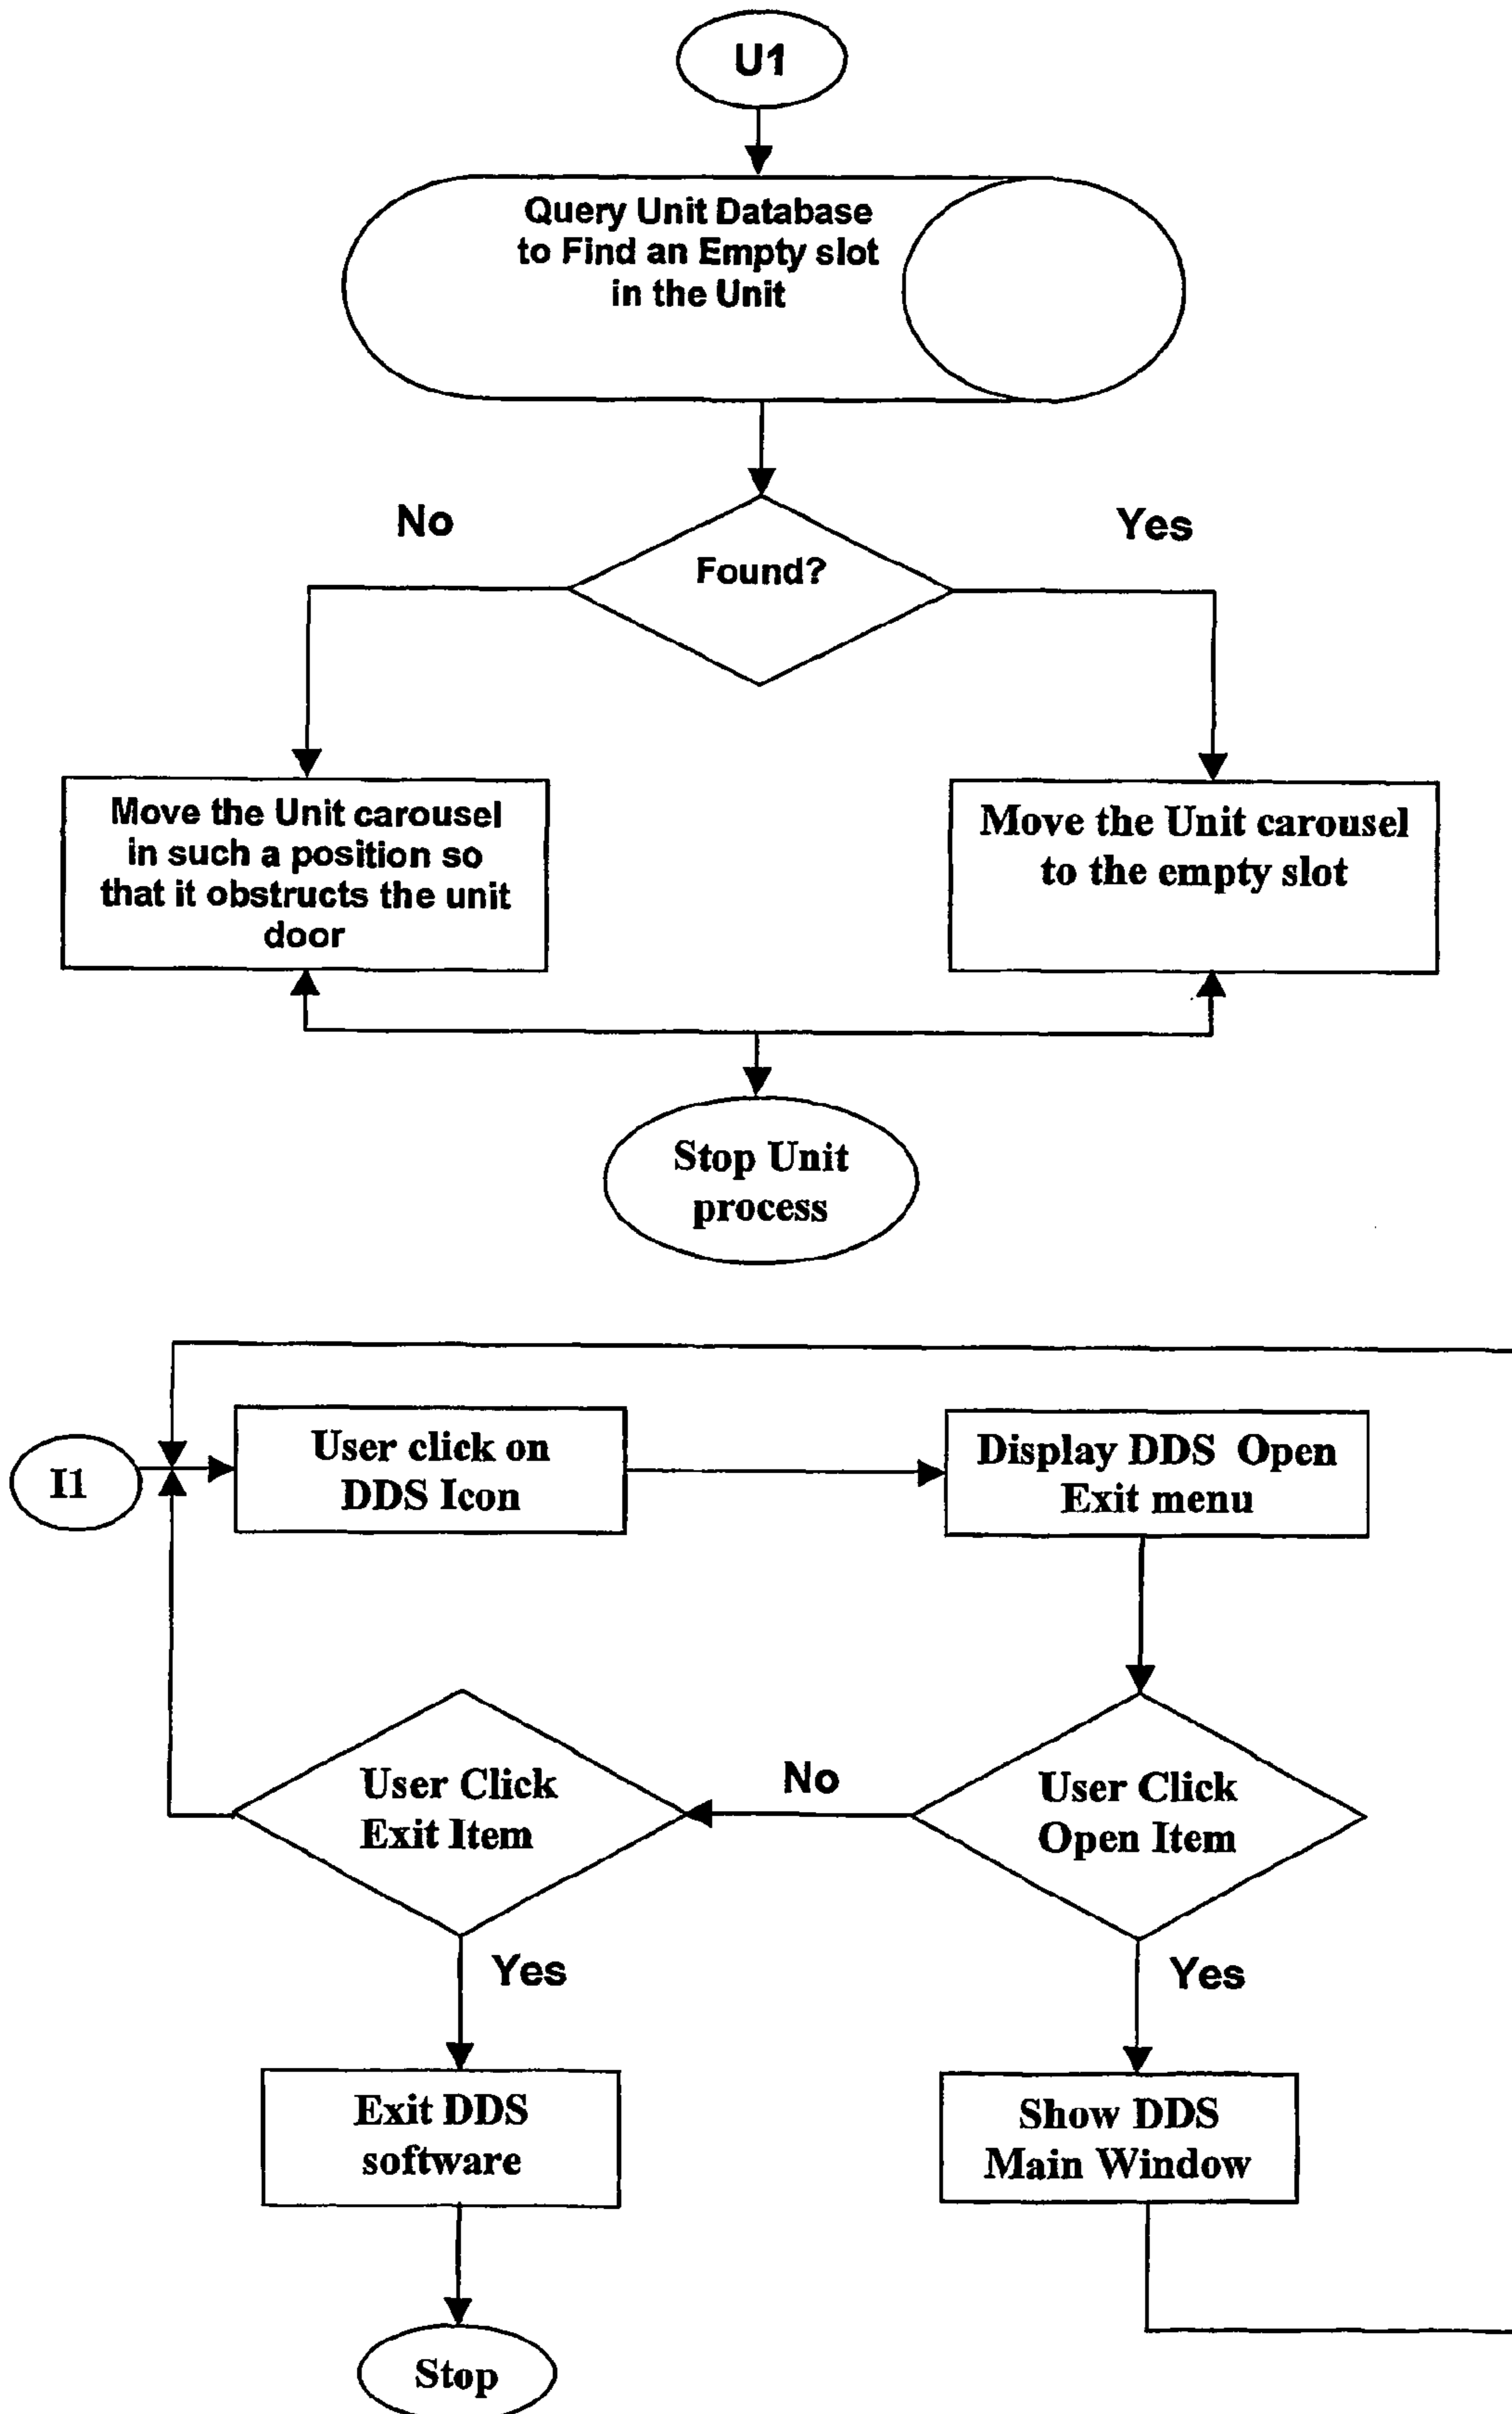 U1
Query Unit Database
to Find an Empty slot
in the Unit
No
Yes
Found?
Move the Unit carousel
in such a position so
that it obstructs the unit
door
Move the Unit carousel
to the empty slot
Stop Unit
process
I1
User click on
DDS Icon
Display DDS Open
Exit menu
User Click
Exit Item
No
User Click
Open Item
Yes
Yes
Exit DDS
software
Show DDS
Main Window
Stop